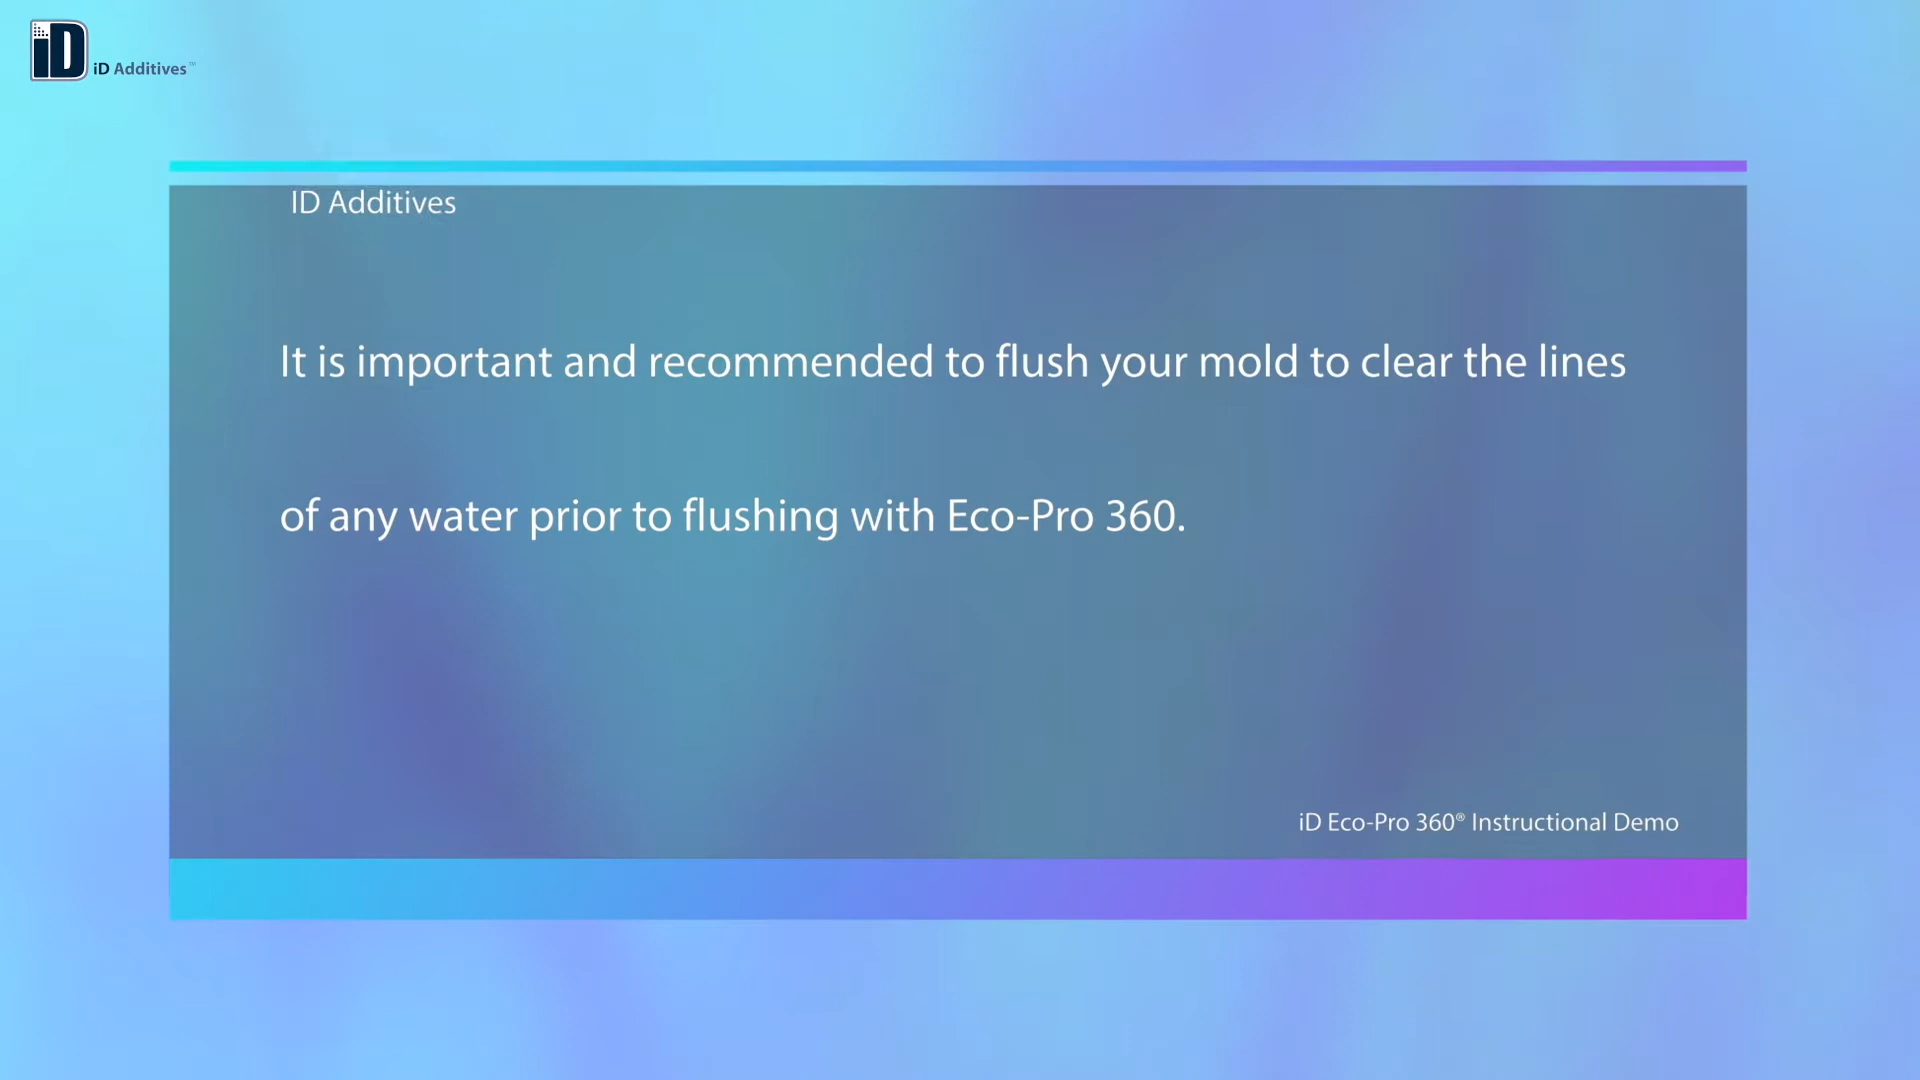 iD
iD Additives™
ID Additives
It is important and recommended to flush your mold to clear the lines
of any water prior to flushing with Eco-Pro 360.
iD Eco-Pro 360® Instructional Demo